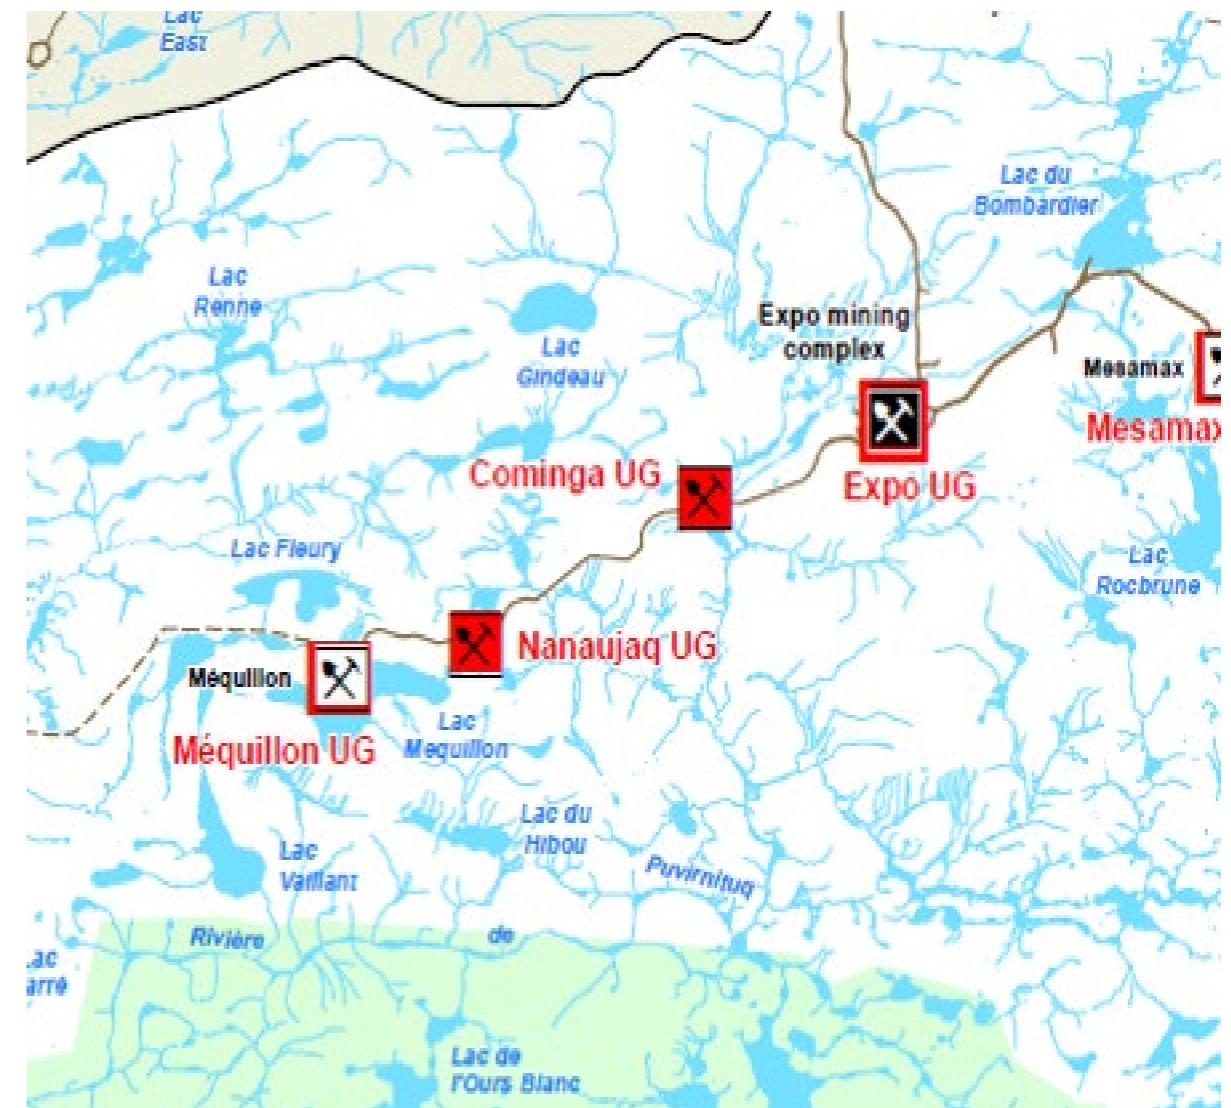 Lac
East
Lac du
Bombardier
Lac
Renne
Expo mining
complex
Lac
Gindeau
Mesamax
Mesamax
Cominga UG
Expo UG
Lac Fleury
Lac
Rocbrune
Nanaujaq UG
Méquillon
Lac
Mequillon
Méquillon UG
Lac du
Hibou
Lac
Vaillant
Puvirnituq
Rivière
de
Lac de
l'Ours Blanc